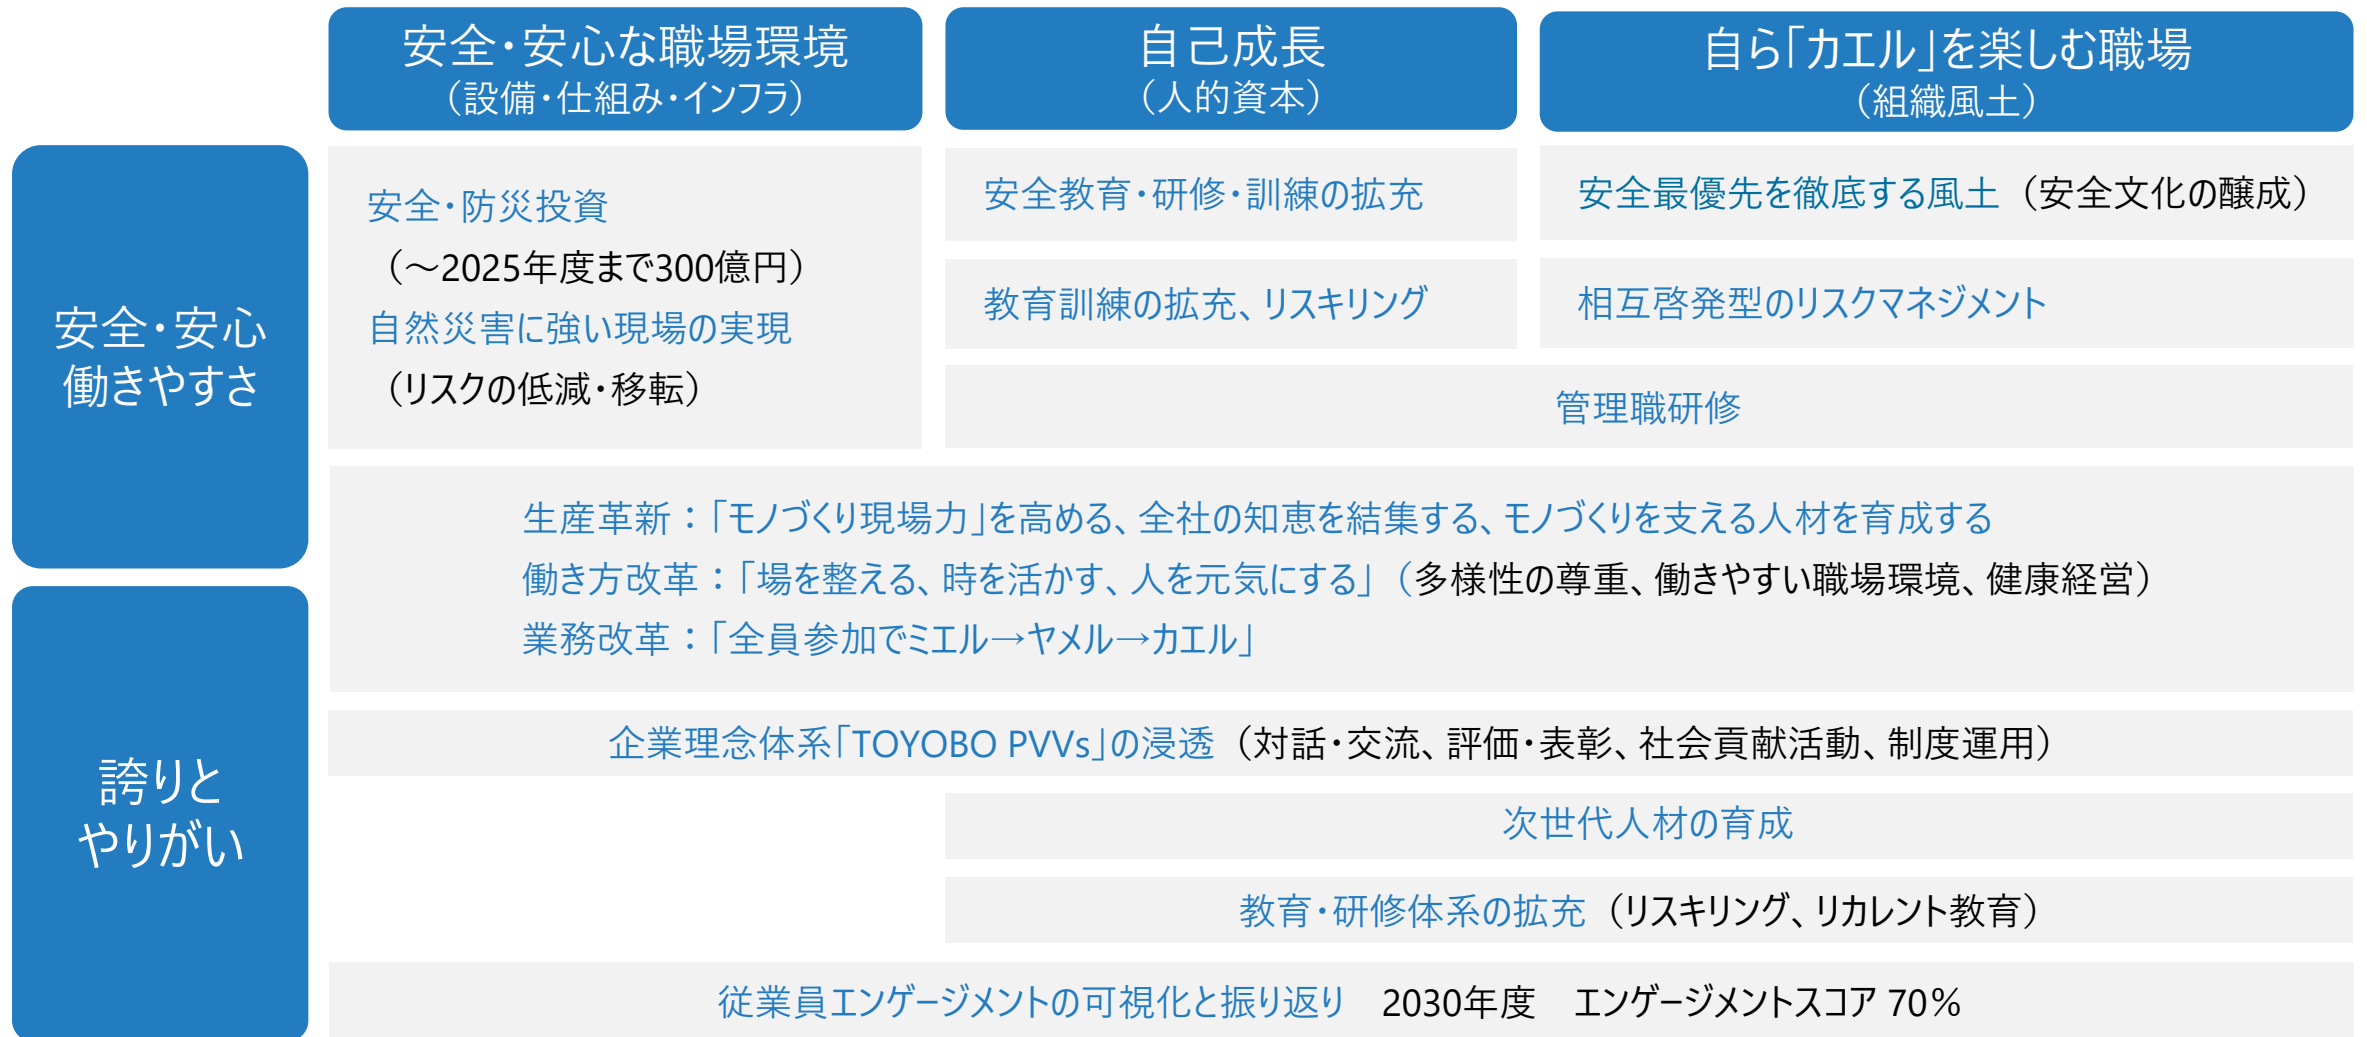 安全・安心な職場環境
（設備・仕組み・インフラ）
自己成長
（人的資本）
自ら「カエル」を楽しむ職場
（組織風土）
安全・安心
働きやすさ
安全・防災投資
（～2025年度まで300億円）
自然災害に強い現場の実現
（リスクの低減・移転）
安全教育・研修・訓練の拡充
安全最優先を徹底する風土（安全文化の醸成）
教育訓練の拡充、リスキリング
相互啓発型のリスクマネジメント
管理職研修
生産革新：「モノづくり現場力」を高める、全社の知恵を結集する、モノづくりを支える人材を育成する
働き方改革：「場を整える、時を活かす、人を元気にする」（多様性の尊重、働きやすい職場環境、健康経営）
業務改革：「全員参加でミエル→ヤメル→カエル」
誇りと
やりがい
企業理念体系「TOYOBO PVVs」の浸透（対話・交流、評価・表彰、社会貢献活動、制度運用）
次世代人材の育成
教育・研修体系の拡充（リスキリング、リカレント教育）
従業員エンゲージメントの可視化と振り返り　2030年度　エンゲージメントスコア 70％